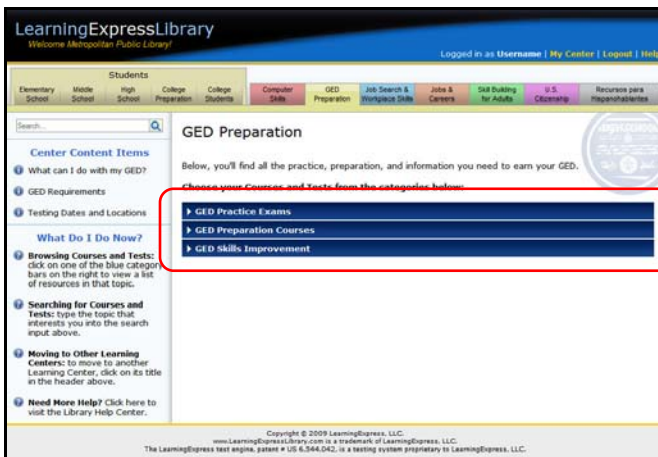 LearningExpressLibrary
Welcome Metropolitan Public Library!
Logged in as Username | My Center | Logout | Help
Students
Elementary School
Middle School
High School
College Preparation
College Students
Computer Skills
GED Preparation
Job Search & Workplace Skills
Jobs & Careers
Skill Building for Adults
U.S. Citizenship
Recursos para Hispanohablantes
Search...
Center Content Items
What can I do with my GED?
GED Requirements
Testing Dates and Locations
What Do I Do Now?
Browsing Courses and Tests:
click on one of the blue category
bars on the right to view a list
of resources in that topic.
Searching for Courses and
Tests: type the topic that
interests you into the search
input above.
Moving to Other Learning
Centers: to move to another
Learning Center, click on its title
in the header above.
Need More Help? Click here to
visit the Library Help Center.
GED Preparation
Below, you'll find all the practice, preparation, and information you need to earn your GED.
Choose your Courses and Tests from the categories below:
GED Practice Exams
GED Preparation Courses
GED Skills Improvement
Copyright © 2009 LearningExpress, LLC.
www.LearningExpressLibrary.com is a trademark of LearningExpress, LLC.
The LearningExpress test engine, patent # US 6,544,042, is a testing system proprietary to LearningExpress, LLC.